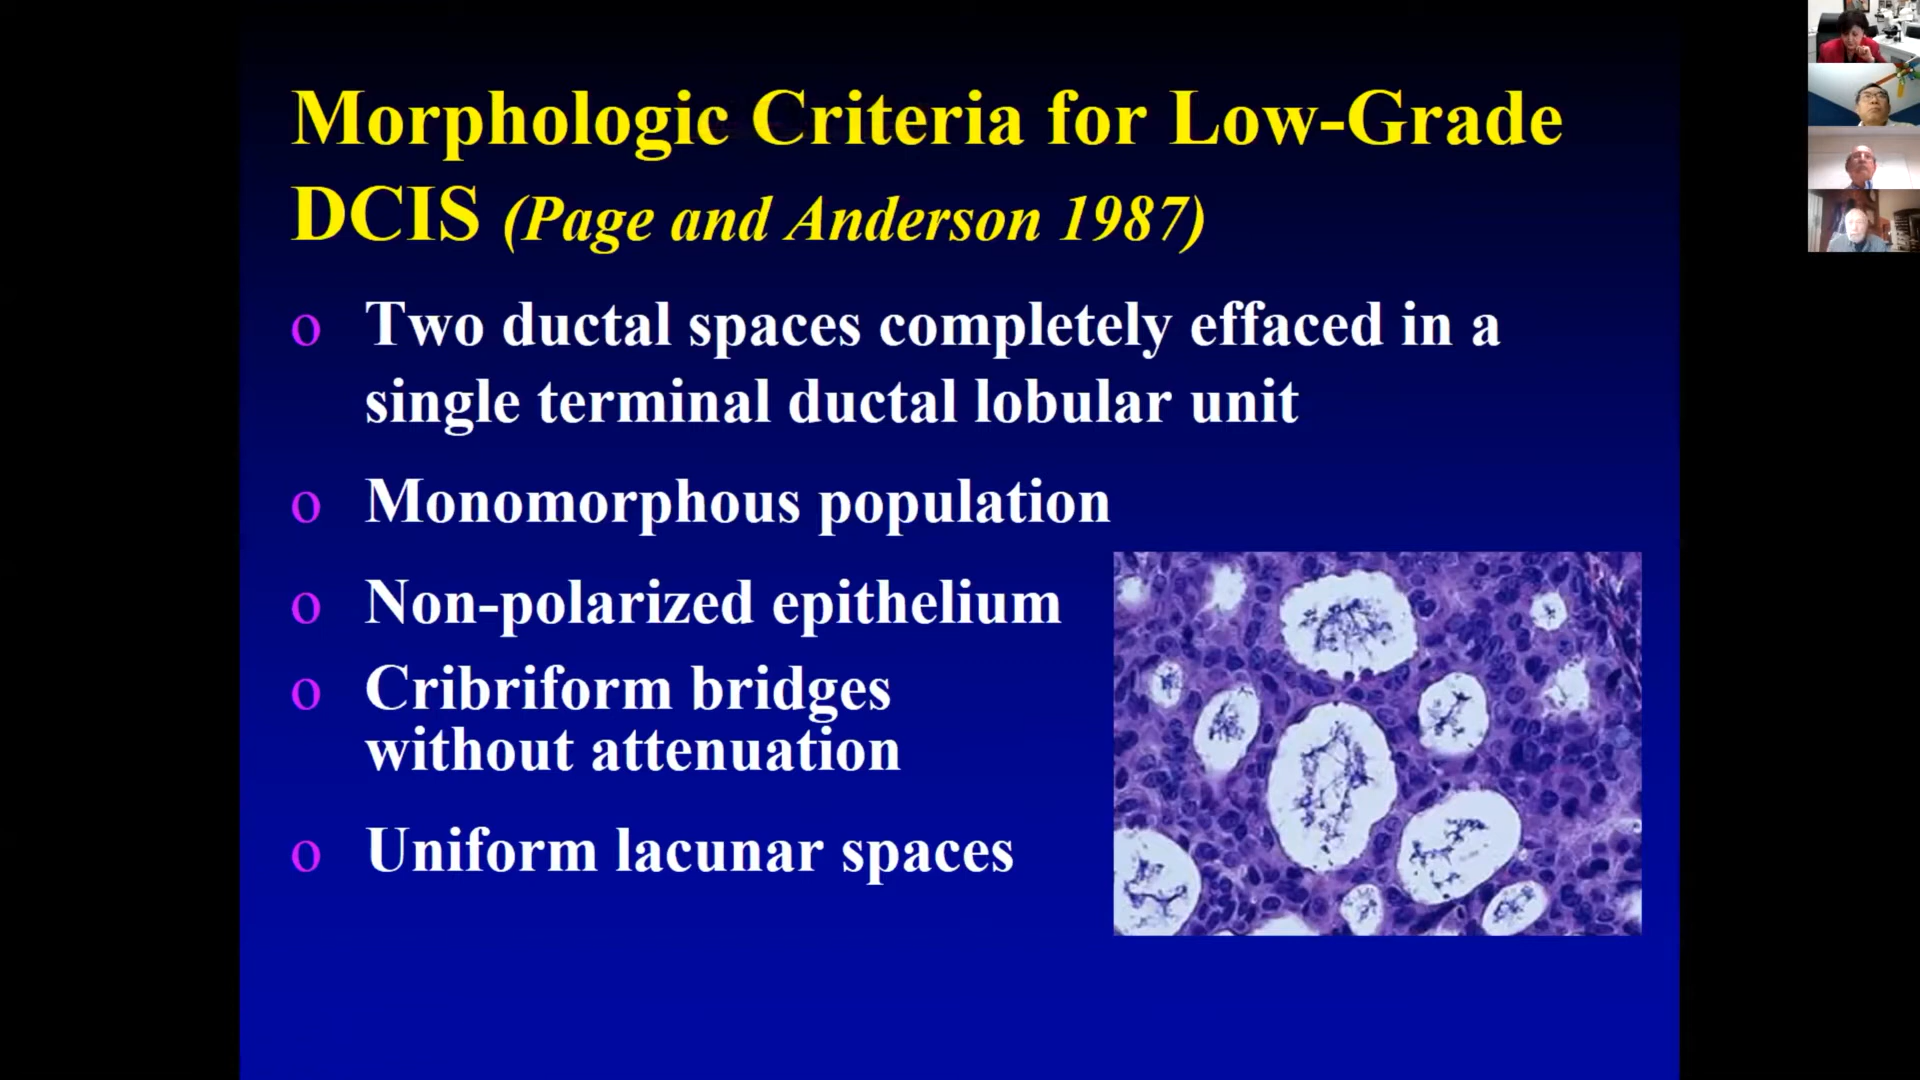 Morphologic Criteria for Low-Grade
DCIS (Page and Anderson 1987)
o Two ductal spaces completely effaced in a
single terminal ductal lobular unit
o Monomorphous population
o Non-polarized epithelium
o Cribriform bridges
without attenuation
o Uniform lacunar spaces